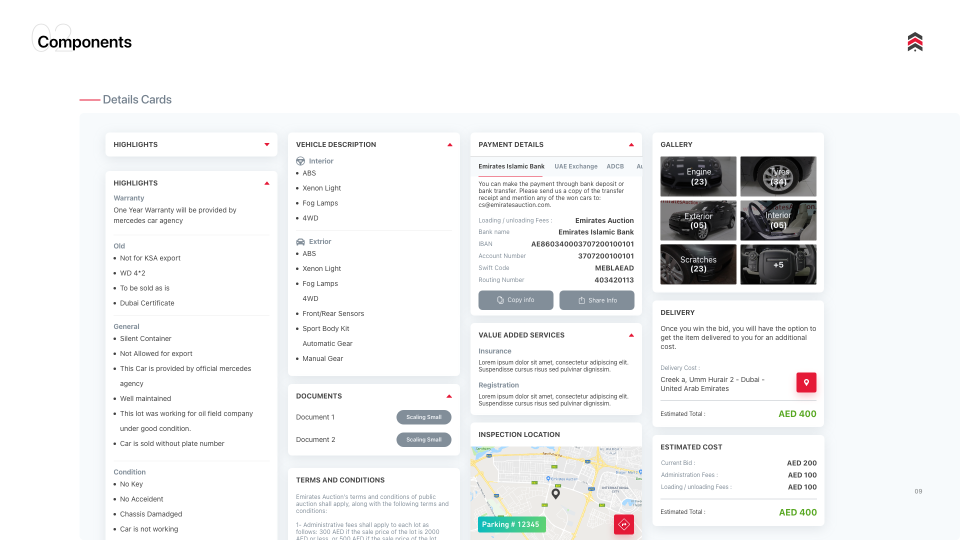 Components
Details Cards
HIGHLIGHTS
HIGHLIGHTS
Warranty
One Year Warranty will be provided by
mercedes car agency
Old
Not for KSA export
WD 4*2
To be sold as is
Dubai Certificate
General
Silent Container
Not Allowed for export
This Car is provided by official mercedes
agency
Well maintained
This lot was working for oil field company
under good condition.
Car is sold without plate number
Condition
No Key
No Acceident
Chassis Damadged
Car is not working
VEHICLE DESCRIPTION
Interior
ABS
Xenon Light
Fog Lamps
4WD
Extrior
ABS
Xenon Light
Fog Lamps
4WD
Front/Rear Sensors
Sport Body Kit
Automatic Gear
Manual Gear
DOCUMENTS
Document 1
Scaling Small
Document 2
Scaling Small
TERMS AND CONDITIONS
Emirates Auction's terms and conditions of public
auction shall apply, along with the following terms and
conditions:
1- Administrative fees shall apply to each lot as
follows: 300 AED if the sale price of the lot is 2000
AED or less, or 500 AED if the sale price of the lot
PAYMENT DETAILS
Emirates Islamic Bank UAE Exchange ADCB
You can make the payment through bank deposit or
bank transfer. Please send us a copy of the transfer
receipt and mention any of the won cars to:
cs@emiratesauction.com.
Loading / unloading Fees : Emirates Auction
Bank name Emirates Islamic Bank
IBAN AE860340003707200100101
Account Number 3707200100101
Swift Code MEBLAEAD
Routing Number 403420113
Copy info Share Info
VALUE ADDED SERVICES
Insurance
Lorem ipsum dolor sit amet, consectetur adipiscing elit.
Suspendisse cursus risus sed pulvinar dignissim.
Registration
Lorem ipsum dolor sit amet, consectetur adipiscing elit.
Suspendisse cursus risus sed pulvinar dignissim.
INSPECTION LOCATION
Parking # 12345
GALLERY
Engine
(23)
Tyres
(34)
Exterior
(05)
Interior
(05)
Scratches
(23)
+5
DELIVERY
Once you win the bid, you will have the option to
get the item delivered to you for an additional
cost.
Delivery Cost :
Creek a, Umm Hurair 2 - Dubai -
United Arab Emirates
Estimated Total : AED 400
ESTIMATED COST
Current Bid : AED 200
Administration Fees : AED 100
Loading / unloading Fees : AED 100
Estimated Total : AED 400
09